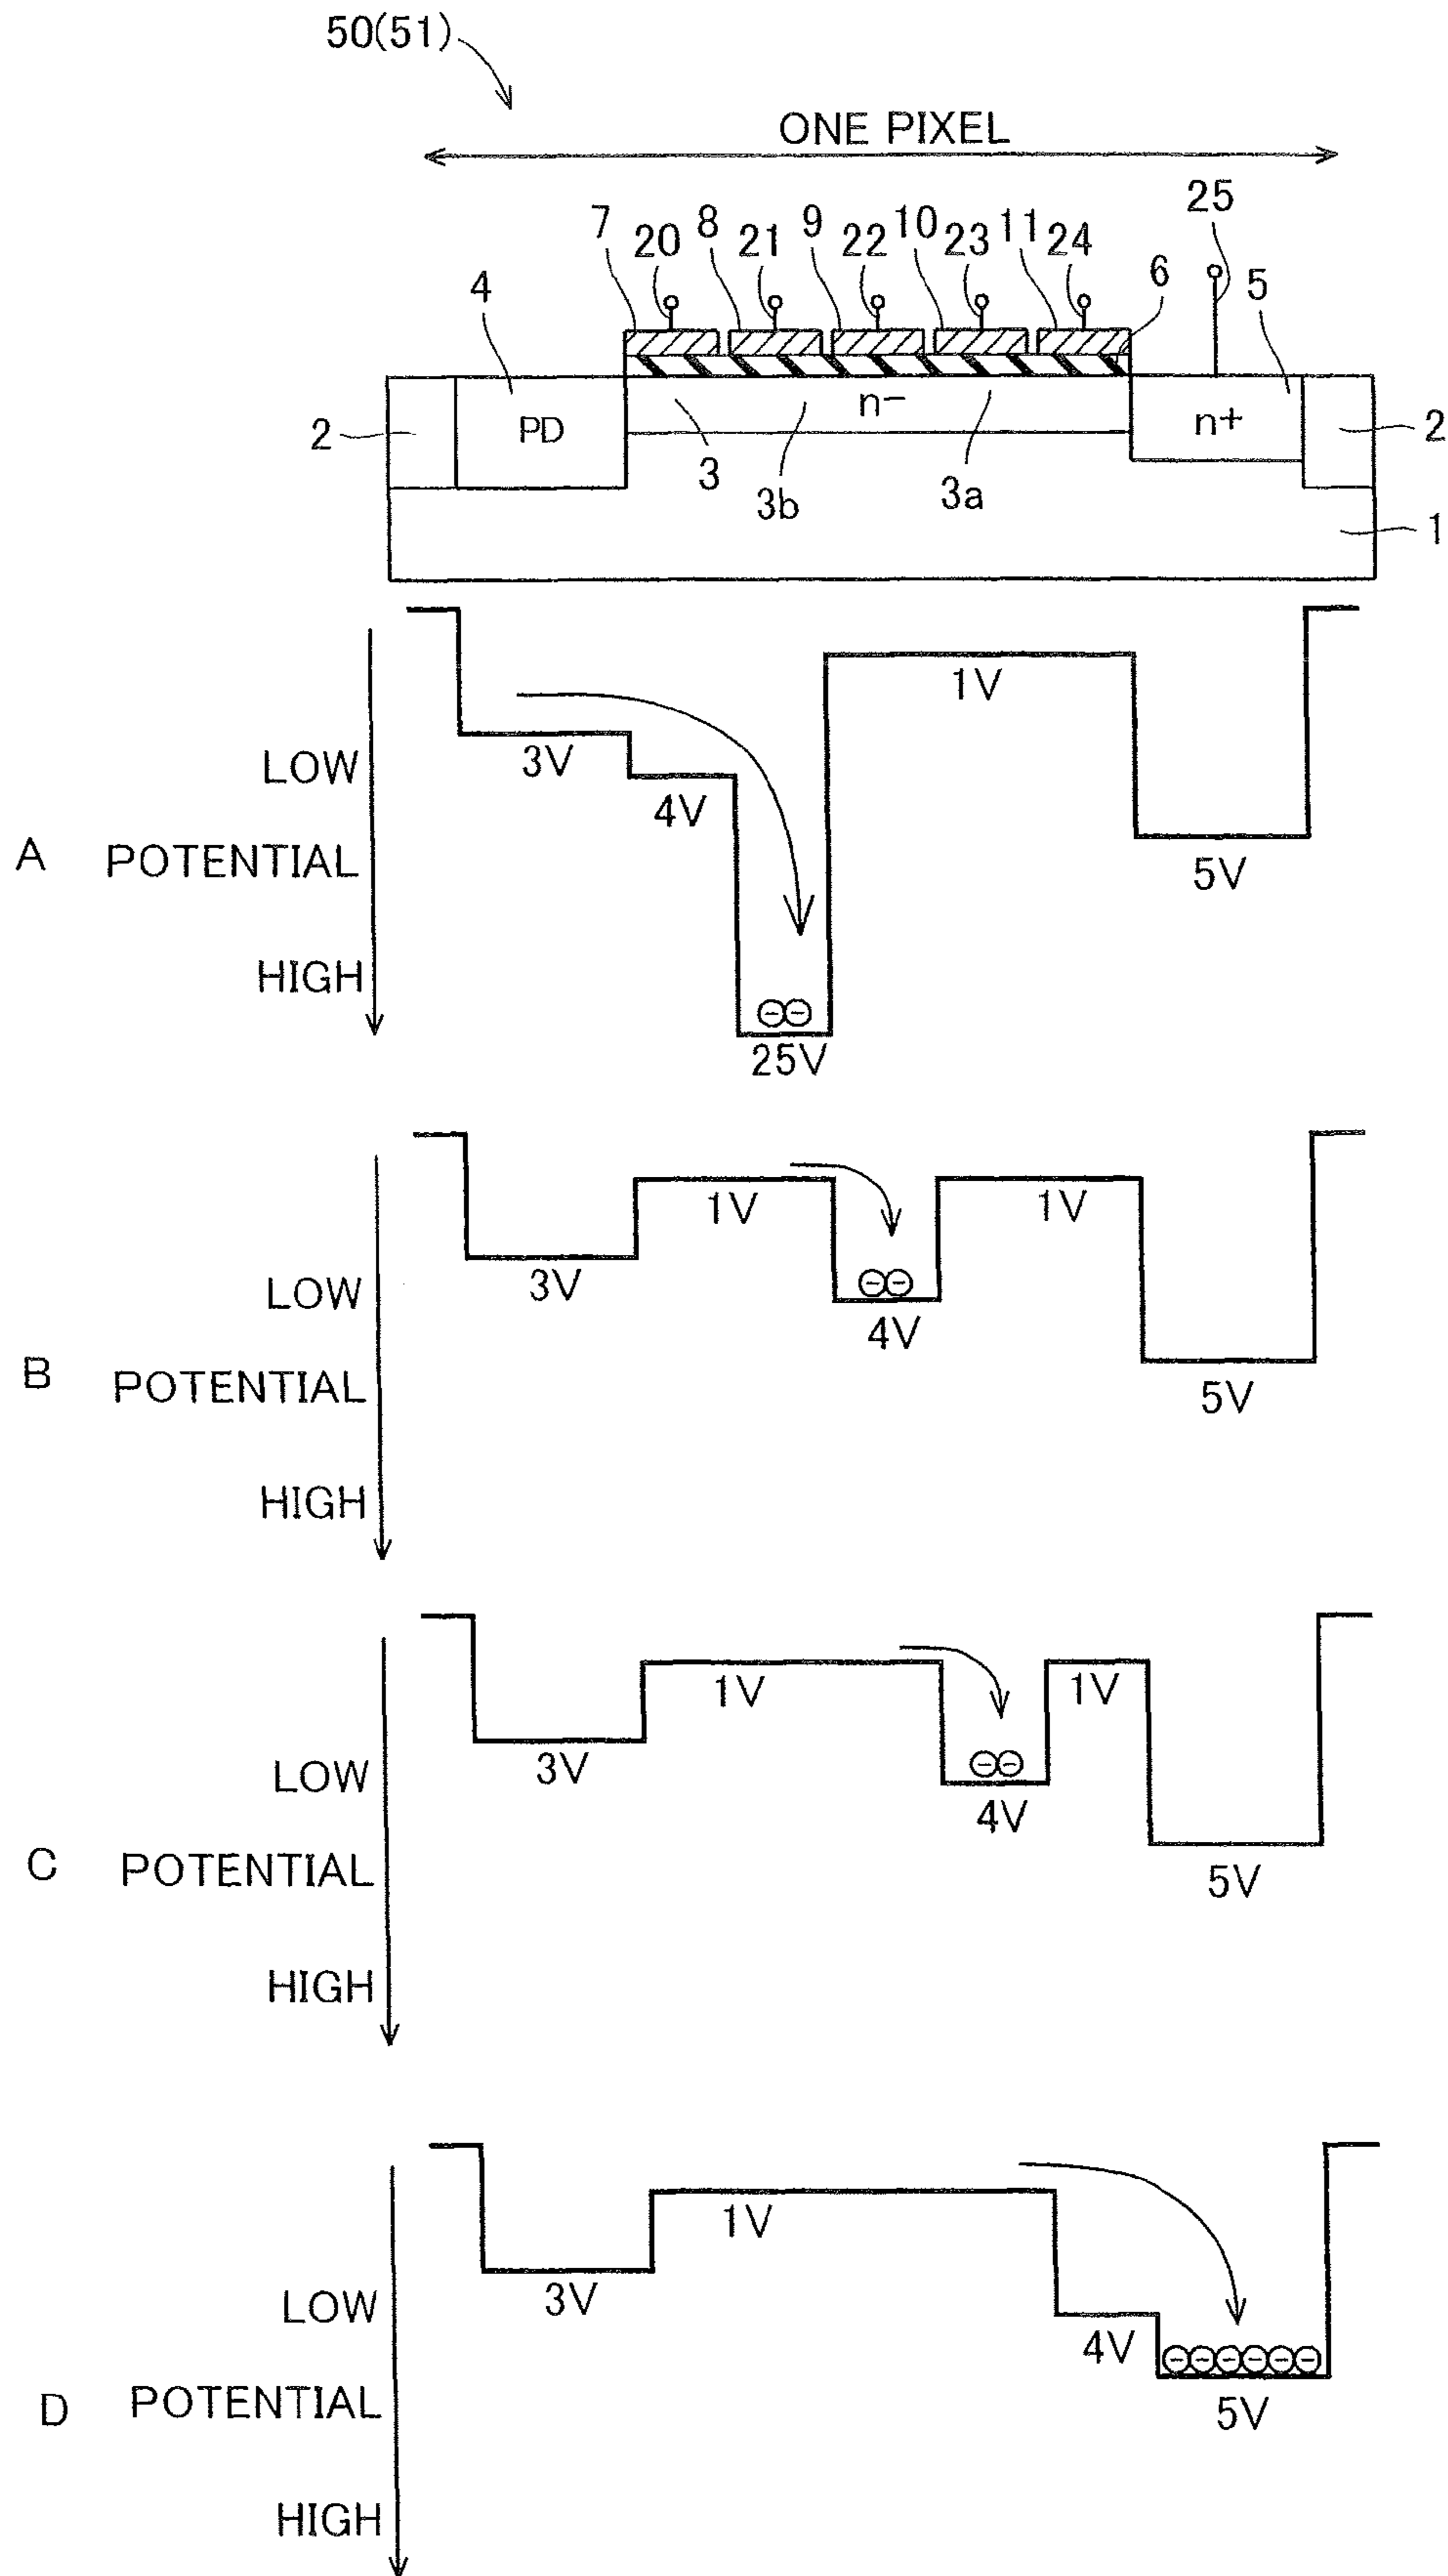 50(51)
ONE PIXEL
25
7 20 8 21 9 22 10 23 11 24
6 5
4
2 PD n- n+ 2
3 3b 3a
1
1V
3V
LOW
4V
A POTENTIAL
5V
HIGH
25V
1V 1V
3V
LOW
4V
B POTENTIAL
5V
HIGH
1V 1V
3V
LOW
4V
C POTENTIAL
5V
HIGH
1V
3V
LOW
4V
D POTENTIAL
5V
HIGH